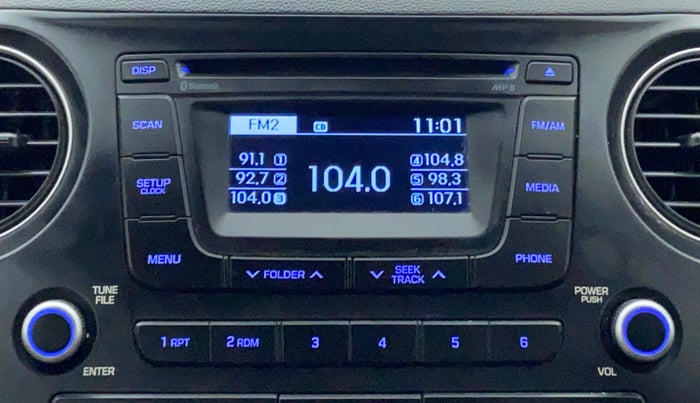 DISP
Bluetooth
MP3
SCAN
FM2 CD 11:01
FM/AM
91.1 1 4 104.8
92.7 2 104.0 5 98.3
104.0 3 6 107.1
SETUP
CLOCK
MEDIA
MENU
FOLDER
SEEK
TRACK
PHONE
TUNE
FILE
POWER
PUSH
1 RPT 2 RDM 3 4 5 6
ENTER
VOL